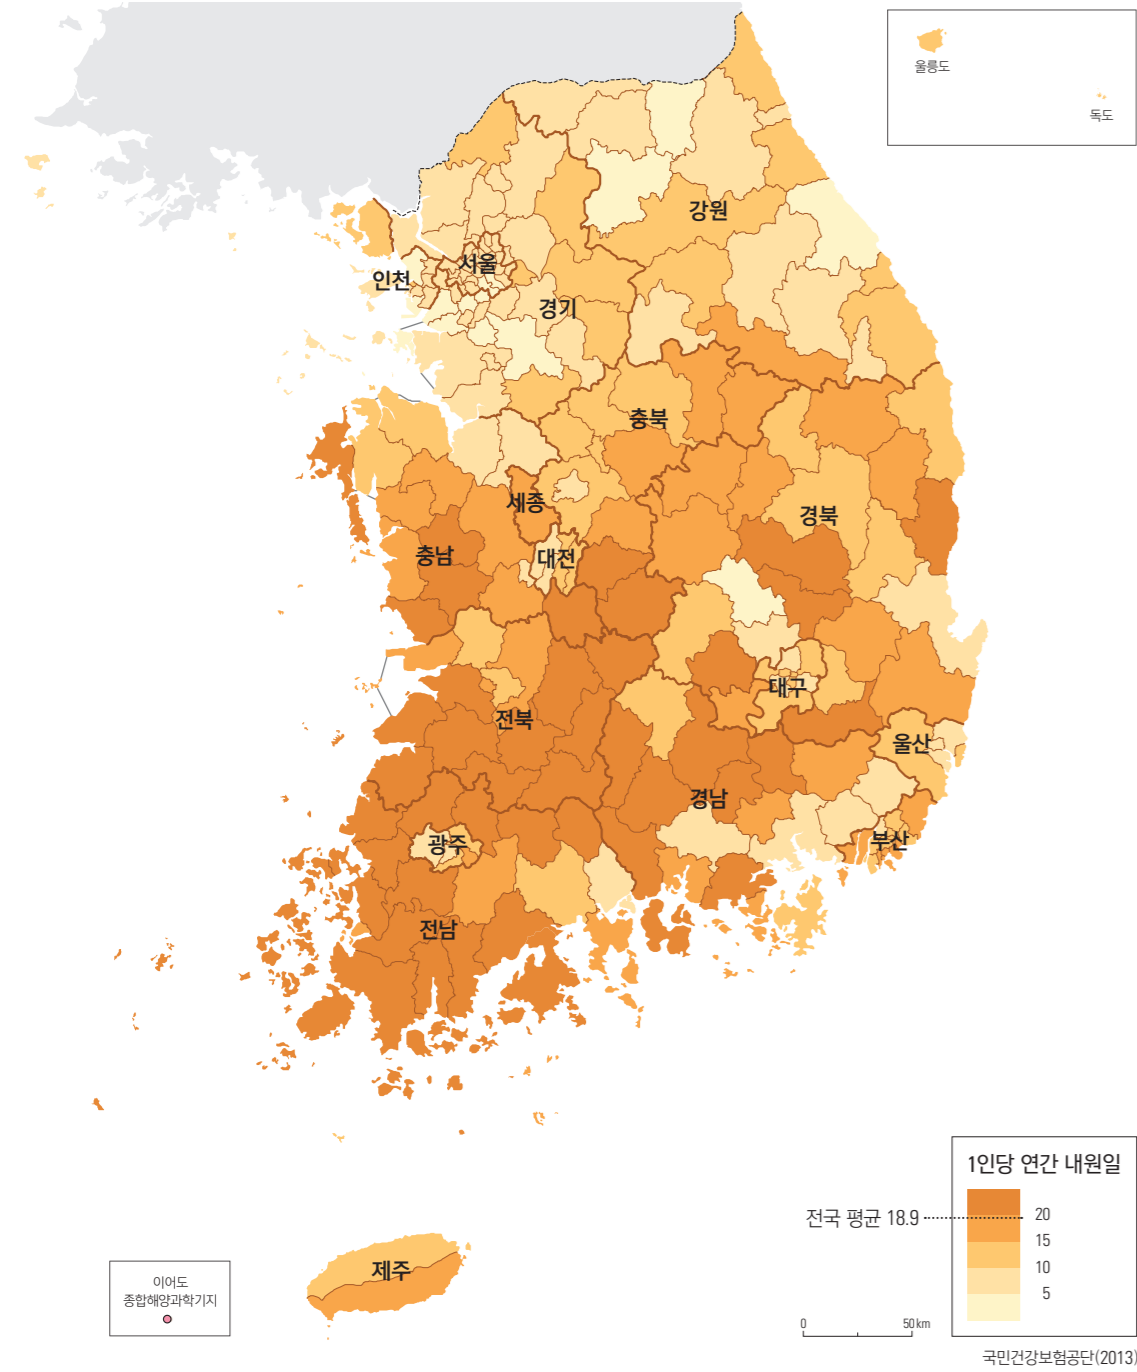 울릉도
독도
강원
서울
인천
경기
충북
세종
경북
충남
대전
대구
전북
울산
경남
부산
광주
전남
제주
이어도
종합해양과학기지
1인당 연간 내원일
전국 평균 18.9
20
15
10
5
0 50 km
국민건강보험공단(2013)